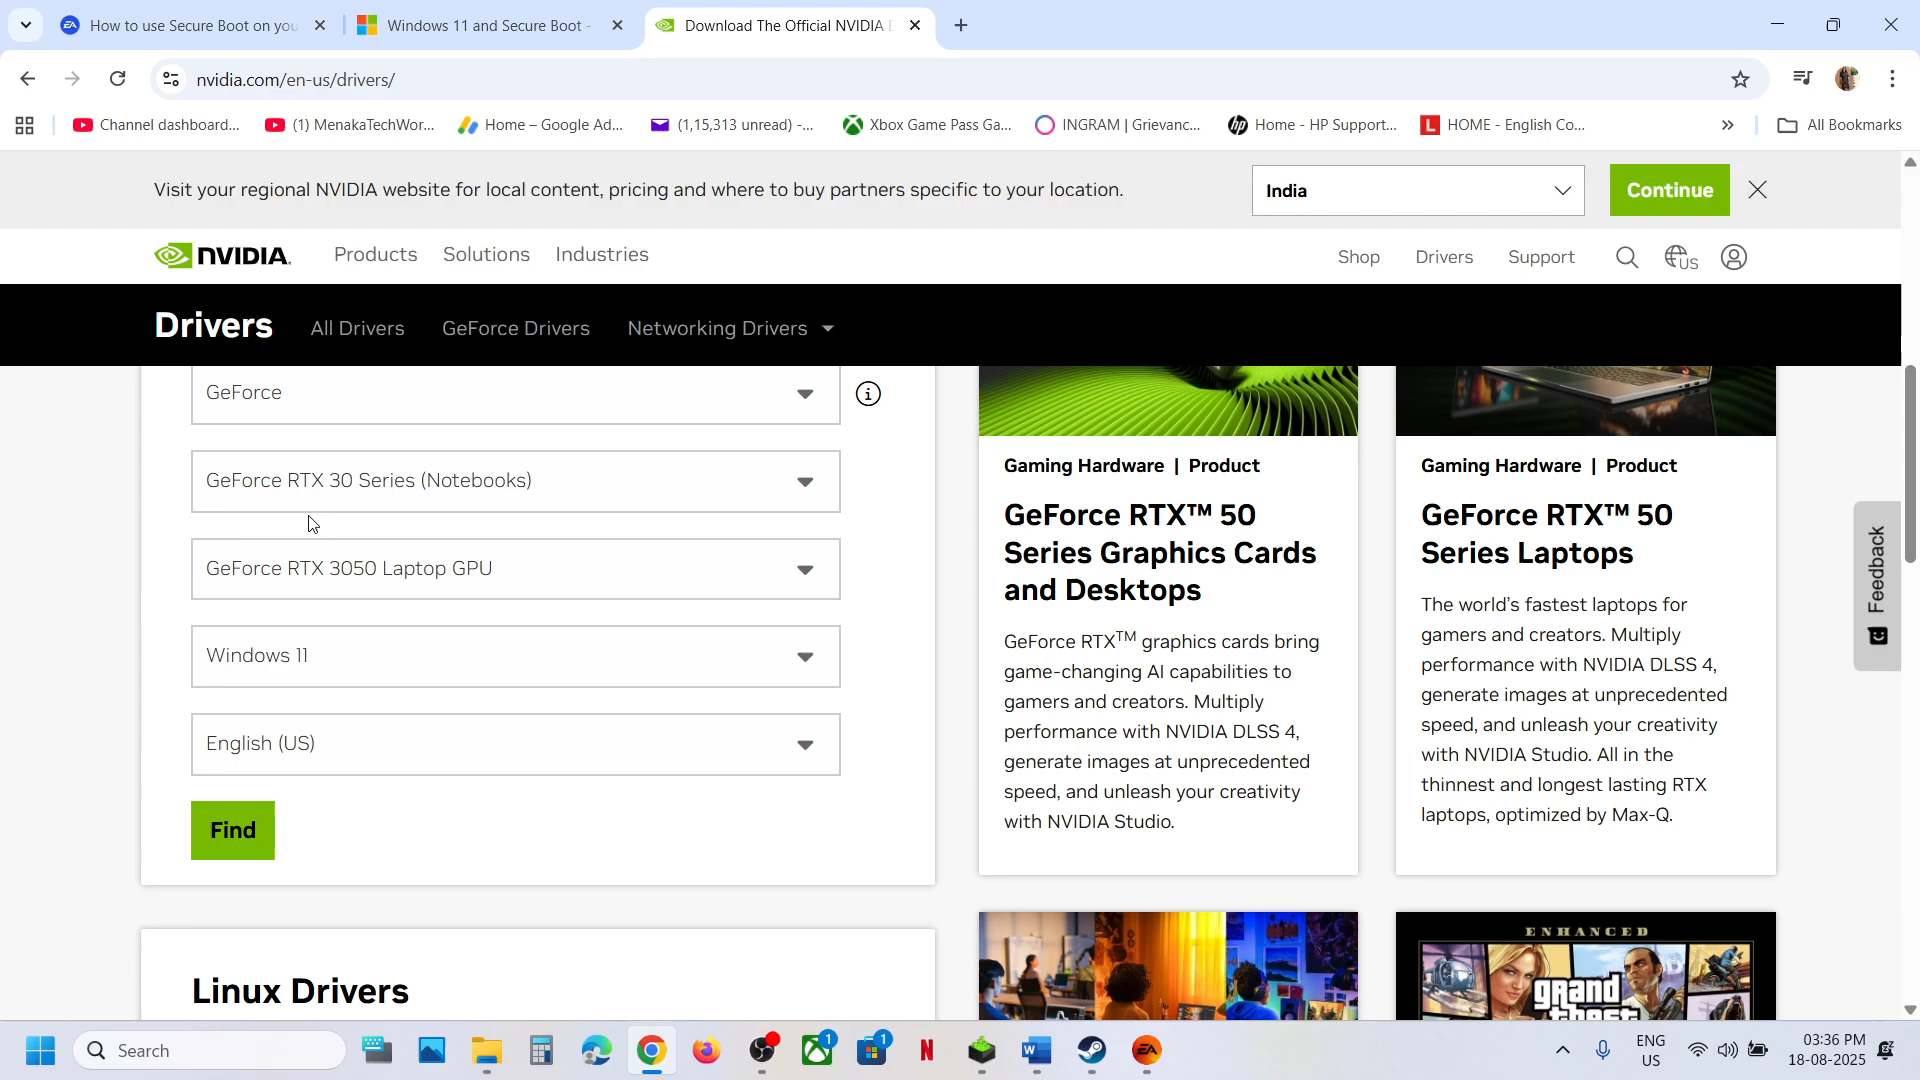 How to use Secure Boot on you
Windows 11 and Secure Boot -
Download The Official NVIDIA D
nvidia.com/en-us/drivers/
Channel dashboard...
(1) MenakaTechWor...
Home – Google Ad...
(1,15,313 unread) -...
Xbox Game Pass Ga...
INGRAM | Grievanc...
Home - HP Support...
HOME - English Co...
All Bookmarks
Visit your regional NVIDIA website for local content, pricing and where to buy partners specific to your location.
India
Continue
NVIDIA.
Products
Solutions
Industries
Shop
Drivers
Support
US
Drivers
All Drivers
GeForce Drivers
Networking Drivers
GeForce
GeForce RTX 30 Series (Notebooks)
GeForce RTX 3050 Laptop GPU
Windows 11
English (US)
Find
Linux Drivers
Gaming Hardware | Product
GeForce RTX™ 50
Series Graphics Cards
and Desktops
GeForce RTX™ graphics cards bring
game-changing AI capabilities to
gamers and creators. Multiply
performance with NVIDIA DLSS 4,
generate images at unprecedented
speed, and unleash your creativity
with NVIDIA Studio.
Gaming Hardware | Product
GeForce RTX™ 50
Series Laptops
The world's fastest laptops for
gamers and creators. Multiply
performance with NVIDIA DLSS 4,
generate images at unprecedented
speed, and unleash your creativity
with NVIDIA Studio. All in the
thinnest and longest lasting RTX
laptops, optimized by Max-Q.
ENHANCED
grand
Feedback
Search
1
1
ENG
US
03:36 PM
18-08-2025